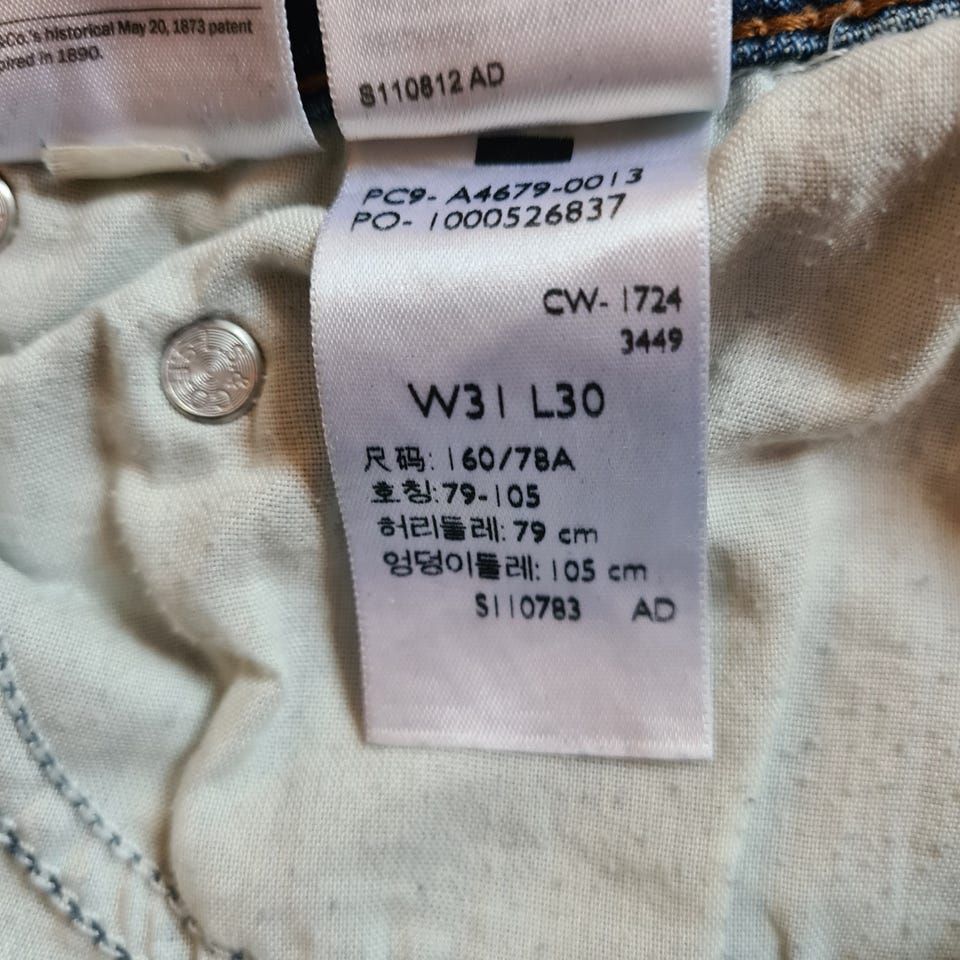 &Co.'s historical May 20, 1873 patent
pired in 1890.
S110812 AD
PC9- A4679-0013
PO- 1000526837
CW- 1724
3449
W31 L30
尺码: 160/78A
호칭: 79-105
허리둘레: 79 cm
엉덩이둘레: 105 cm
S110783 AD